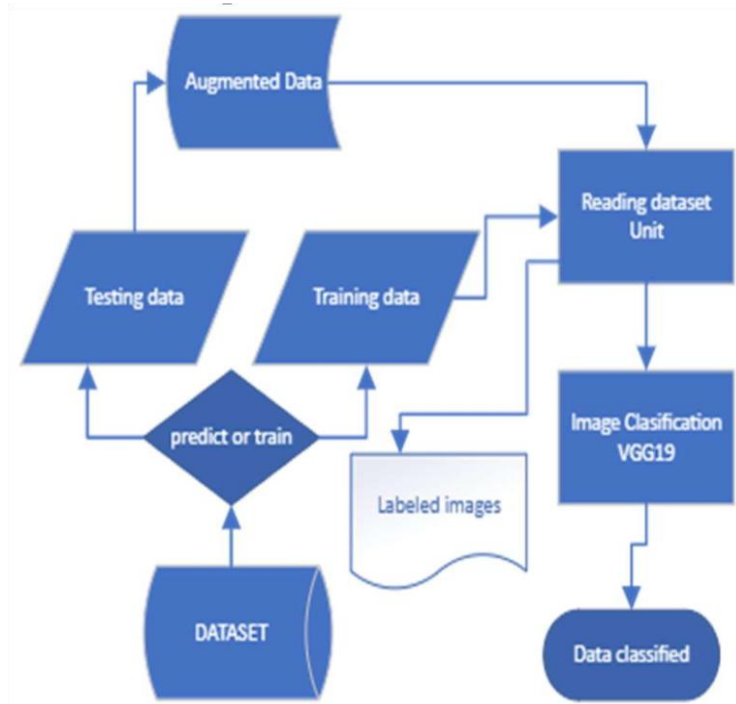 Augmented Data
Reading dataset
Unit
Testing data
Training data
Image Clasification
VGG19
predict or train
Labeled images
DATASET
Data classified